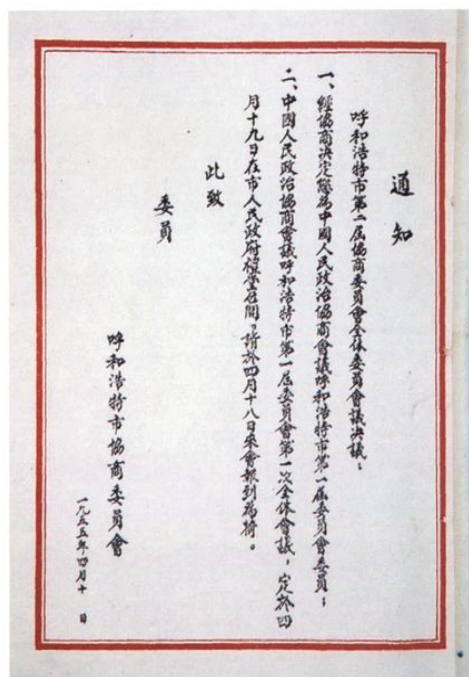 通知
呼和浩特市第二届協商委員會全体委員會議決議：
一、經協商决定您為中國人民政治協商會議呼和浩特市第一届委員會委員；
二、中國人民政治協商會議呼和浩特市第一届委員會第一次全体會議，定於四
月十九日在市人民政府禮堂召開，請於四月十八日來會報到為荷。
此致
委員
呼和浩特市協商委員會
一九五五年四月十 日